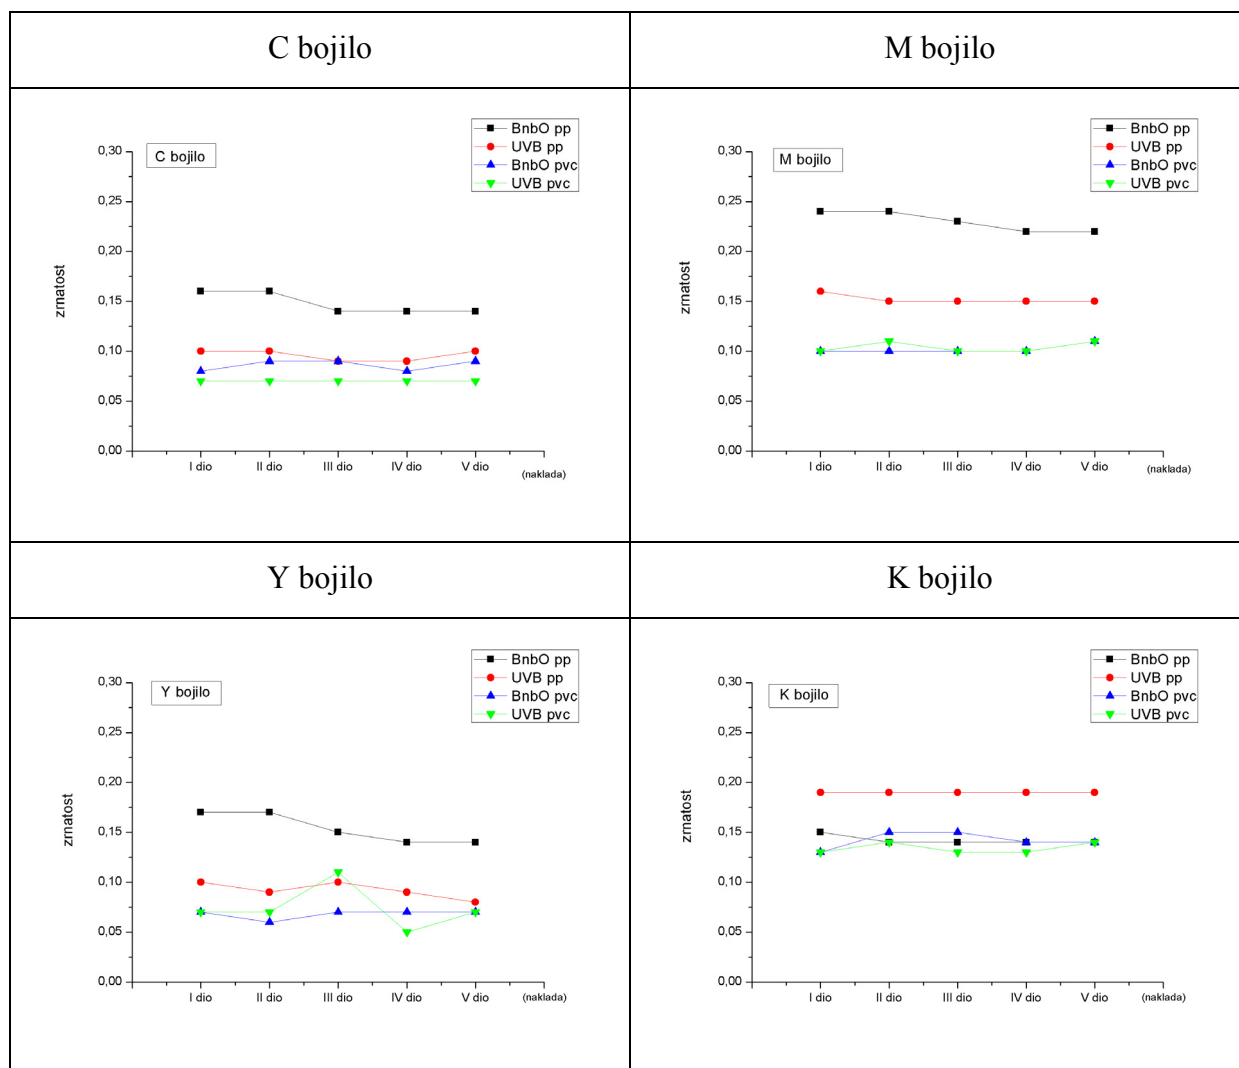 C bojilo
M bojilo
BnbO pp
UVB pp
BnbO pvc
UVB pvc
C bojilo
0,30
0,25
0,20
0,15
0,10
0,05
0,00
zrnatost
I dio II dio III dio IV dio V dio (naklada)
BnbO pp
UVB pp
BnbO pvc
UVB pvc
M bojilo
0,30
0,25
0,20
0,15
0,10
0,05
0,00
zrnatost
I dio II dio III dio IV dio V dio (naklada)
Y bojilo
K bojilo
BnbO pp
UVB pp
BnbO pvc
UVB pvc
Y bojilo
0,30
0,25
0,20
0,15
0,10
0,05
0,00
zrnatost
I dio II dio III dio IV dio V dio (naklada)
BnbO pp
UVB pp
BnbO pvc
UVB pvc
K bojilo
0,30
0,25
0,20
0,15
0,10
0,05
0,00
zrnatost
I dio II dio III dio IV dio V dio (naklada)